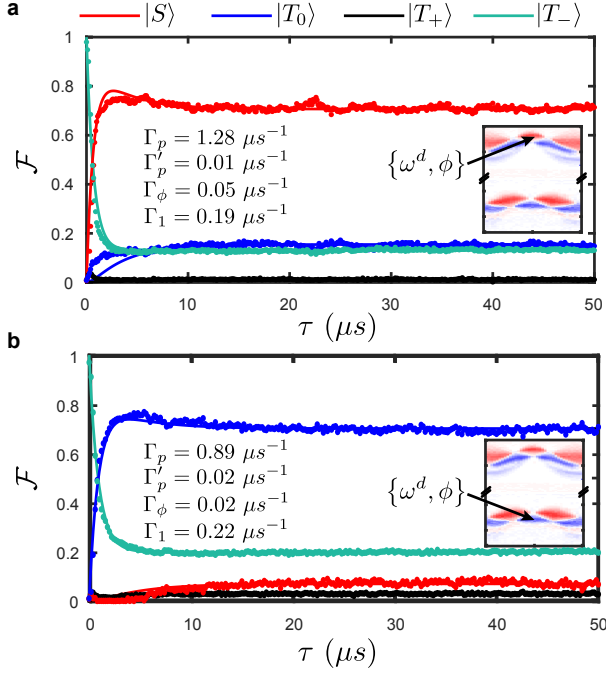 a
|S⟩ |T₀⟩ |T₊⟩ |T₋⟩
1
0.8
0.6
0.4
0.2
0
ℱ
Γₚ = 1.28 μs⁻¹
Γ′ₚ = 0.01 μs⁻¹
Γᵩ = 0.05 μs⁻¹
Γ₁ = 0.19 μs⁻¹
{ωᵈ, ϕ}
0 10 20 30 40 50
τ (μs)
b
1
0.8
0.6
0.4
0.2
0
ℱ
Γₚ = 0.89 μs⁻¹
Γ′ₚ = 0.02 μs⁻¹
Γᵩ = 0.02 μs⁻¹
Γ₁ = 0.22 μs⁻¹
{ωᵈ, ϕ}
0 10 20 30 40 50
τ (μs)